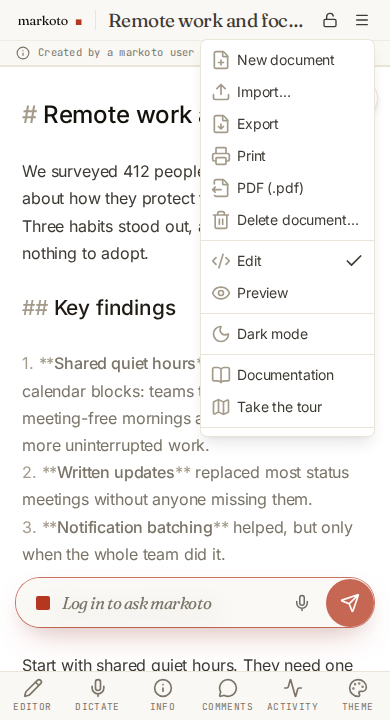 markoto
Remote work and foc...
Created by a markoto user
New document
Import...
Export
Print
PDF (.pdf)
Delete document...
Edit
Preview
Dark mode
Documentation
Take the tour
# Remote work
We surveyed 412 people
about how they protect
Three habits stood out,
nothing to adopt.
## Key findings
1. **Shared quiet hours*
calendar blocks: teams
meeting-free mornings
more uninterrupted work.
2. **Written updates** replaced most status
meetings without anyone missing them.
3. **Notification batching** helped, but only
when the whole team did it.
Log in to ask markoto
Start with shared quiet hours. They need one
EDITOR
DICTATE
INFO
COMMENTS
ACTIVITY
THEME